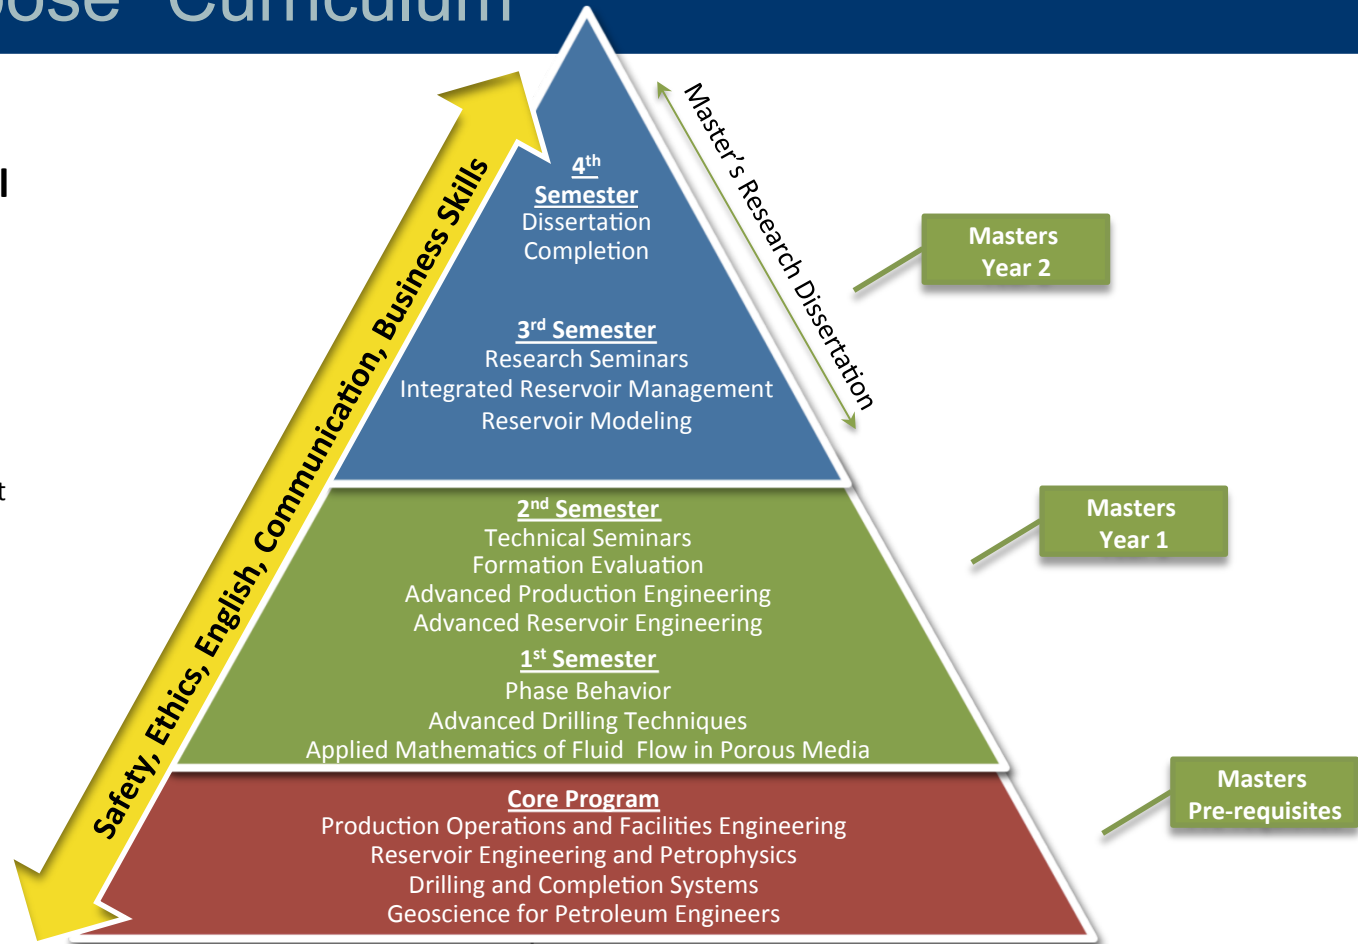 Curriculum
4th
Semester
Dissertation
Completion
3rd Semester
Research Seminars
Integrated Reservoir Management
Reservoir Modeling
2nd Semester
Technical Seminars
Formation Evaluation
Advanced Production Engineering
Advanced Reservoir Engineering
1st Semester
Phase Behavior
Advanced Drilling Techniques
Applied Mathematics of Fluid Flow in Porous Media
Core Program
Production Operations and Facilities Engineering
Reservoir Engineering and Petrophysics
Drilling and Completion Systems
Geoscience for Petroleum Engineers
Safety, Ethics, English, Communication, Business Skills
Master's Research Dissertation
Masters
Year 2
Masters
Year 1
Masters
Pre-requisites